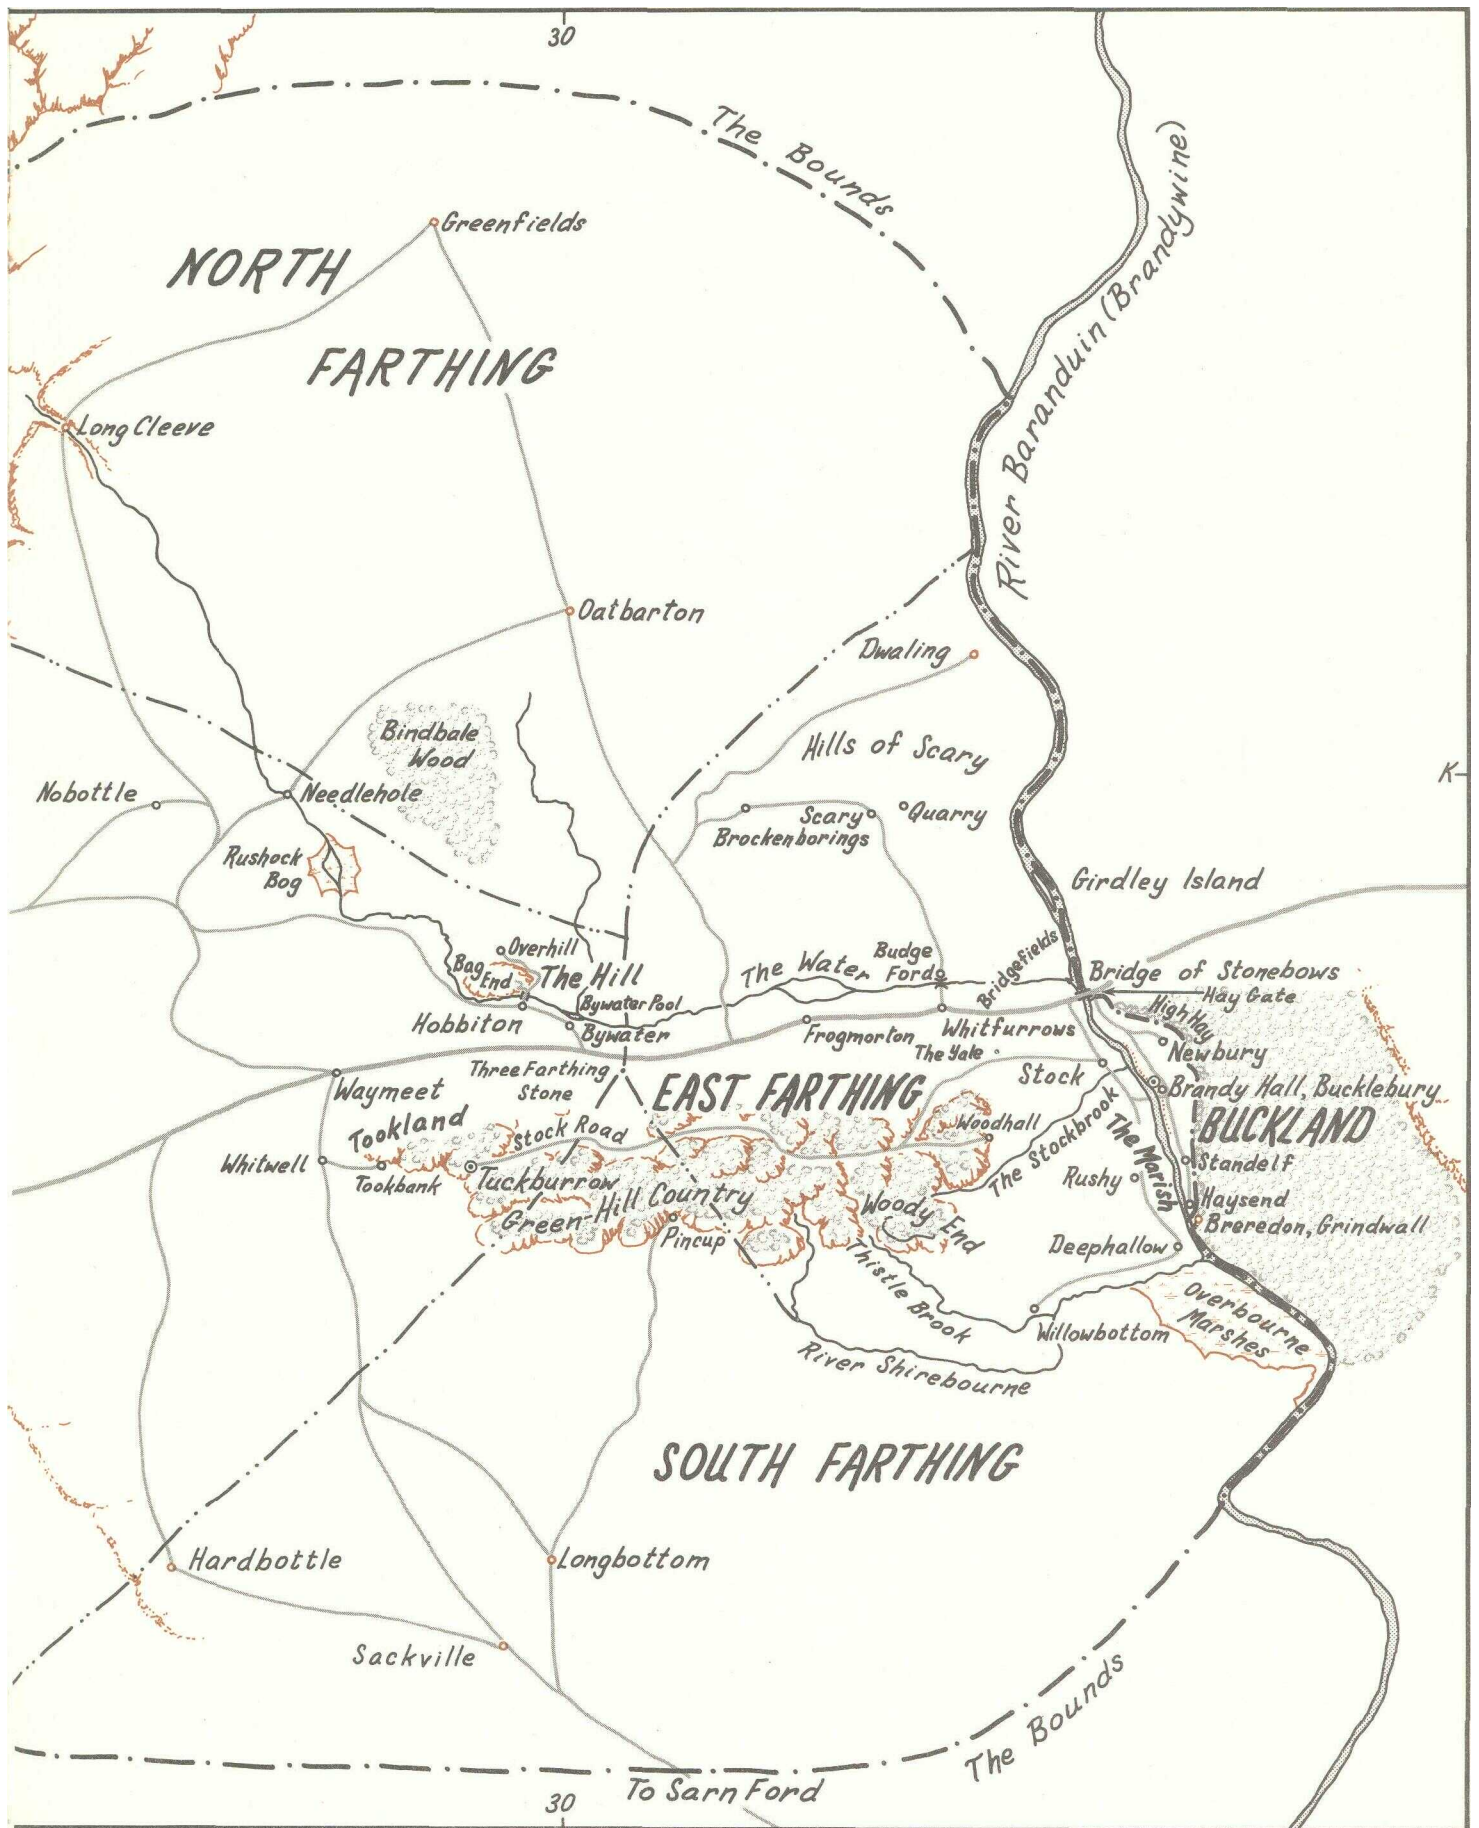 30
The Bounds
River Baranduin (Brandywine)
Greenfields
NORTH
FARTHING
Long Cleeve
Oatbarton
Dwaling
Bindbale
Wood
Hills of Scary
K
Nobottle
Needlehole
Scary
Quarry
Brockenborings
Rushock
Bog
Girdley Island
Overhill
Bag
End
The Hill
The Water
Budge
Ford
Bridgefields
Bridge of Stonebows
Hay Gate
High Hay
Bywater Pool
Hobbiton
Bywater
Frogmorton
Whitfurrows
The Yale
Newbury
Three Farthing
Stone
Stock
Waymeet
EAST FARTHING
Brandy Hall, Bucklebury
Tookland
Stock Road
Woodhall
The Stockbrook
The Marish
BUCKLAND
Whitwell
Tookbank
Tuckburrow
Standelf
Rushy
Green-Hill Country
Pincup
Woody End
Haysend
Breredon, Grindwall
Deephallow
Thistle Brook
Overbourne
Marshes
Willowbottom
River Shirebourne
SOUTH FARTHING
Hardbottle
Longbottom
Sackville
The Bounds
To Sarn Ford
30